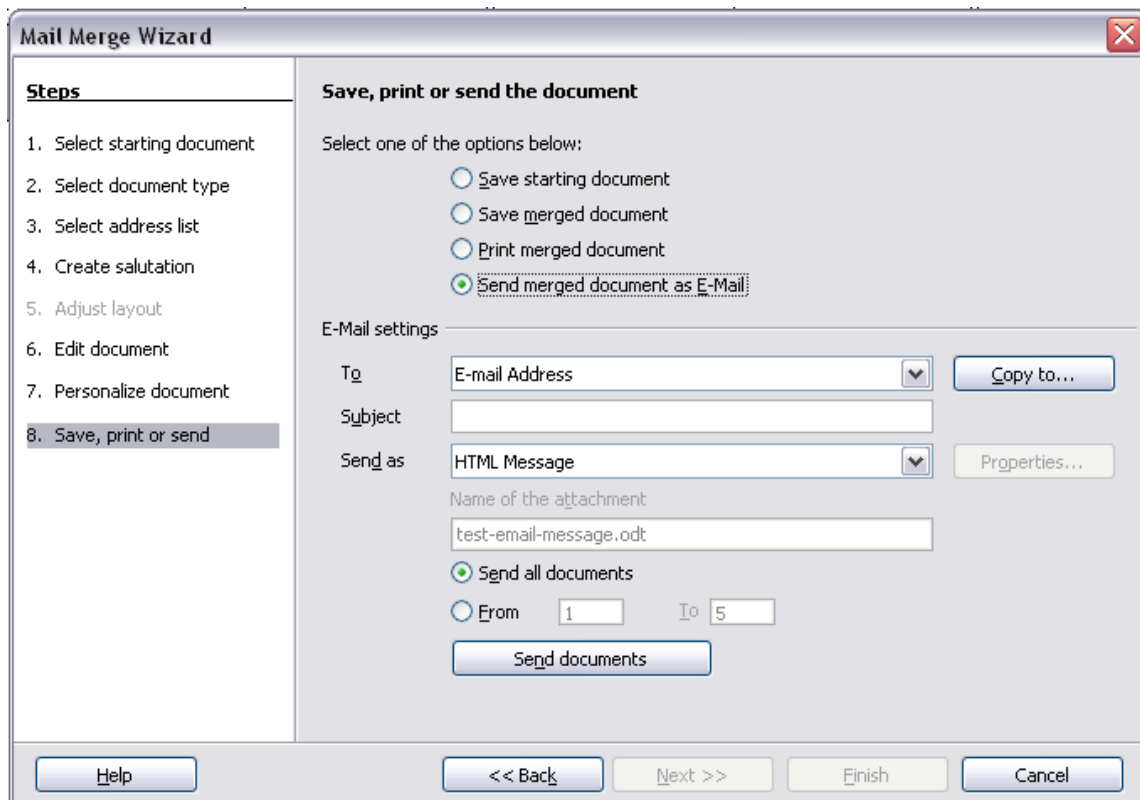 Mail Merge Wizard
Steps
1. Select starting document
2. Select document type
3. Select address list
4. Create salutation
5. Adjust layout
6. Edit document
7. Personalize document
8. Save, print or send
Save, print or send the document
Select one of the options below:
Save starting document
Save merged document
Print merged document
Send merged document as E-Mail
E-Mail settings
To E-mail Address Copy to...
Subject
Send as HTML Message Properties...
Name of the attachment
test-email-message.odt
Send all documents
From 1 To 5
Send documents
Help << Back Next >> Finish Cancel